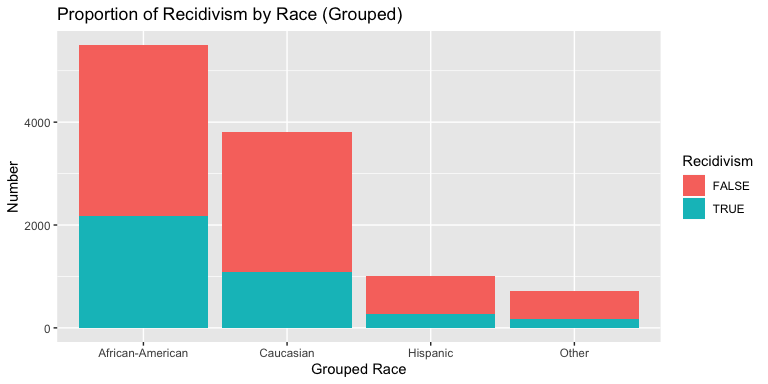 Proportion of Recidivism by Race (Grouped)
Number
4000
2000
0
African-American
Caucasian
Hispanic
Other
Grouped Race
Recidivism
FALSE
TRUE